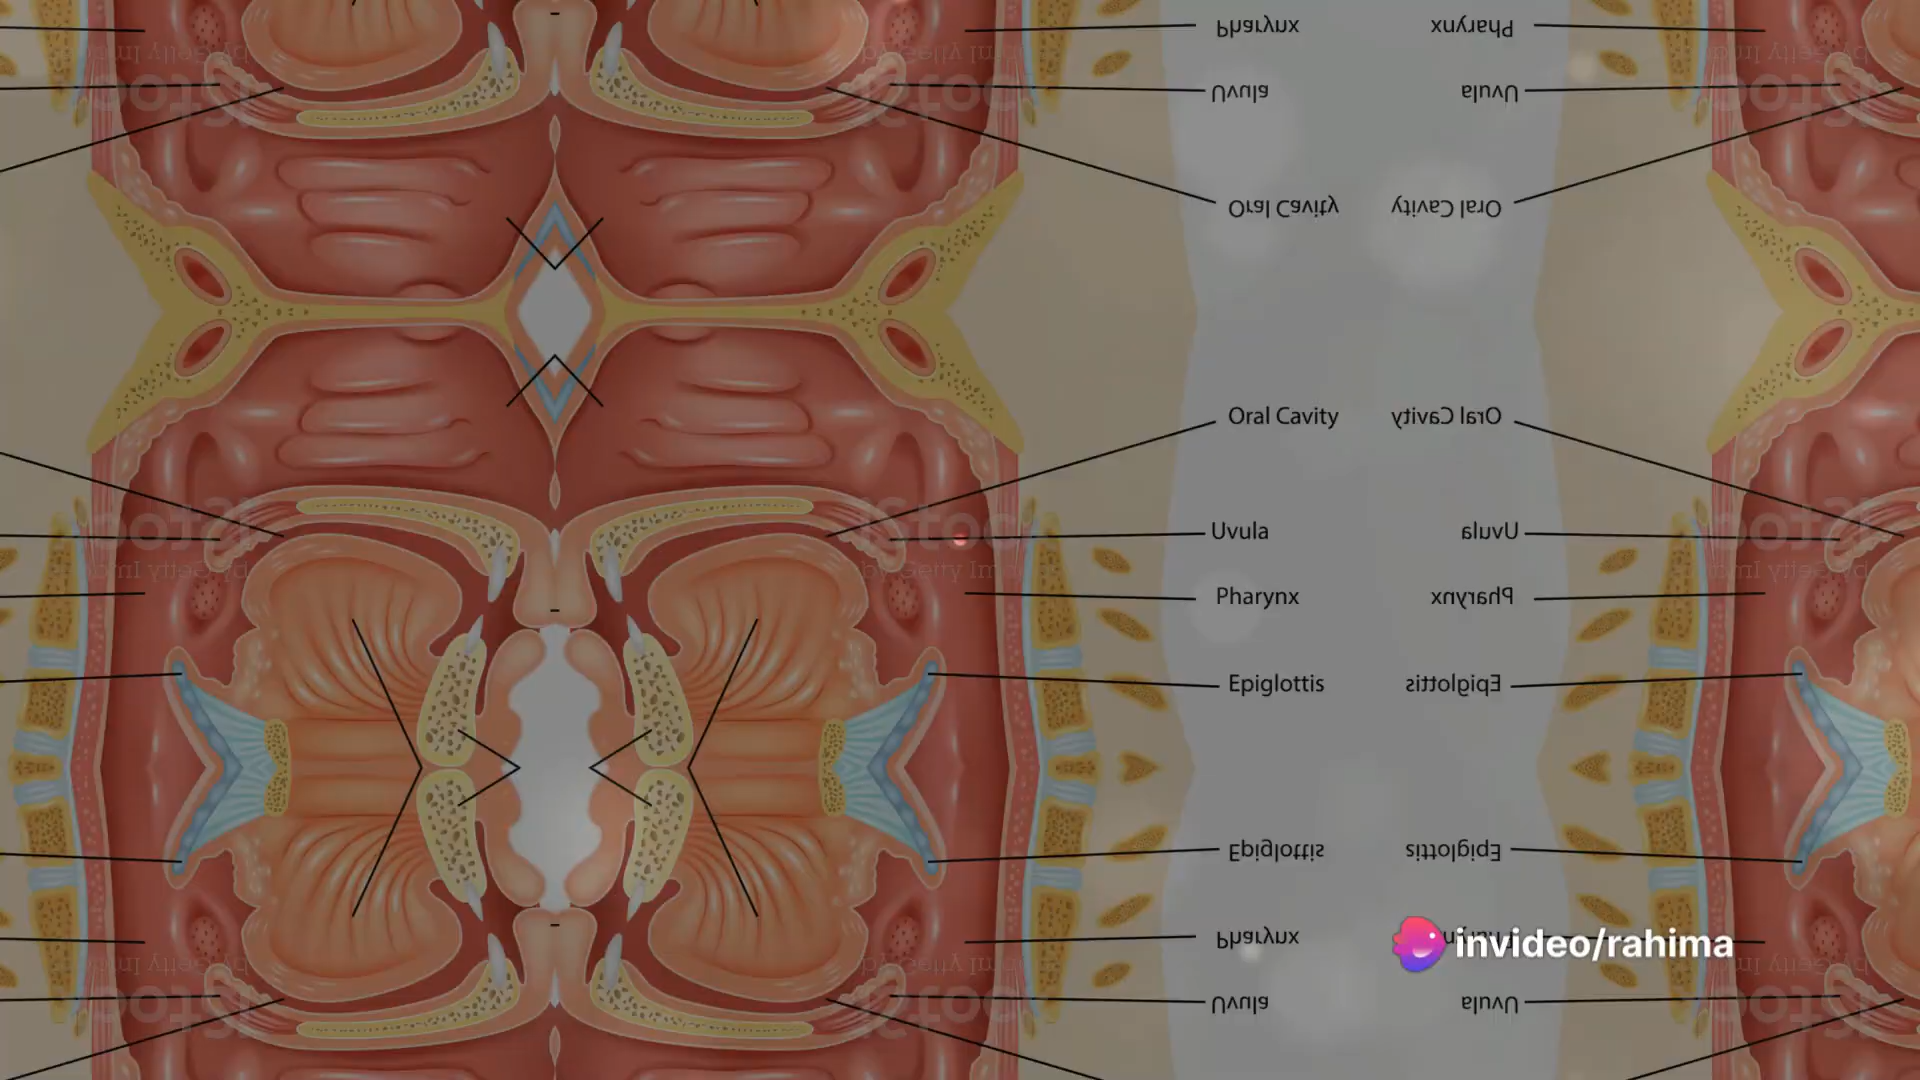 Pharynx Pharynx
Uvula Uvula
Oral Cavity Oral Cavity
Oral Cavity Oral Cavity
Uvula Uvula
Pharynx Pharynx
Epiglottis Epiglottis
Epiglottis Epiglottis
Pharynx
invideo/rahima
Uvula Uvula